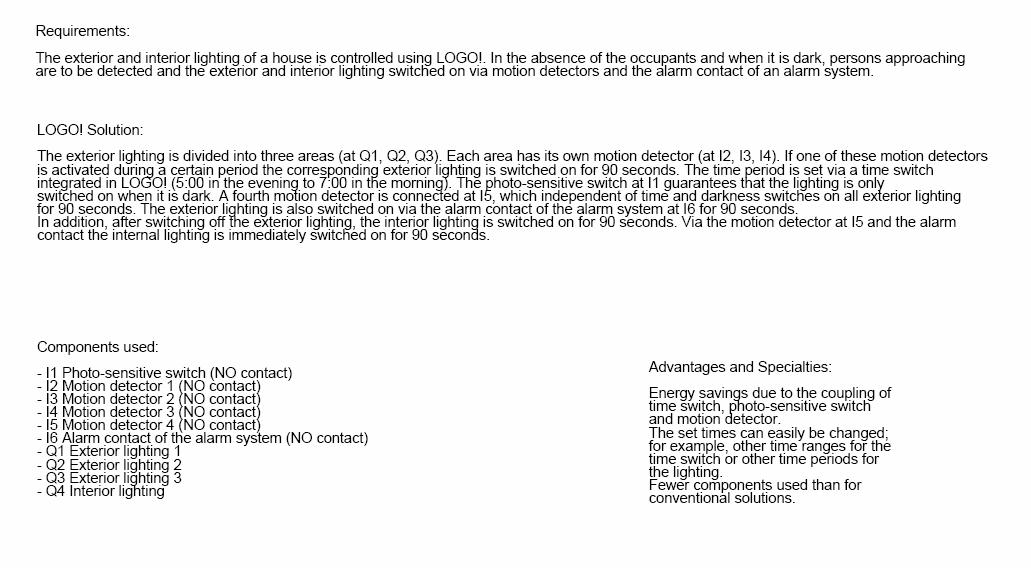 Requirements:
The exterior and interior lighting of a house is controlled using LOGO!. In the absence of the occupants and when it is dark, persons approaching
are to be detected and the exterior and interior lighting switched on via motion detectors and the alarm contact of an alarm system.
LOGO! Solution:
The exterior lighting is divided into three areas (at Q1, Q2, Q3). Each area has its own motion detector (at I2, I3, I4). If one of these motion detectors
is activated during a certain period the corresponding exterior lighting is switched on for 90 seconds. The time period is set via a time switch
integrated in LOGO! (5:00 in the evening to 7:00 in the morning). The photo-sensitive switch at I1 guarantees that the lighting is only
switched on when it is dark. A fourth motion detector is connected at I5, which independent of time and darkness switches on all exterior lighting
for 90 seconds. The exterior lighting is also switched on via the alarm contact of the alarm system at I6 for 90 seconds.
In addition, after switching off the exterior lighting, the interior lighting is switched on for 90 seconds. Via the motion detector at I5 and the alarm
contact the internal lighting is immediately switched on for 90 seconds.
Components used:
- I1 Photo-sensitive switch (NO contact)
- I2 Motion detector 1 (NO contact)
- I3 Motion detector 2 (NO contact)
- I4 Motion detector 3 (NO contact)
- I5 Motion detector 4 (NO contact)
- I6 Alarm contact of the alarm system (NO contact)
- Q1 Exterior lighting 1
- Q2 Exterior lighting 2
- Q3 Exterior lighting 3
- Q4 Interior lighting
Advantages and Specialties:
Energy savings due to the coupling of
time switch, photo-sensitive switch
and motion detector.
The set times can easily be changed;
for example, other time ranges for the
time switch or other time periods for
the lighting.
Fewer components used than for
conventional solutions.